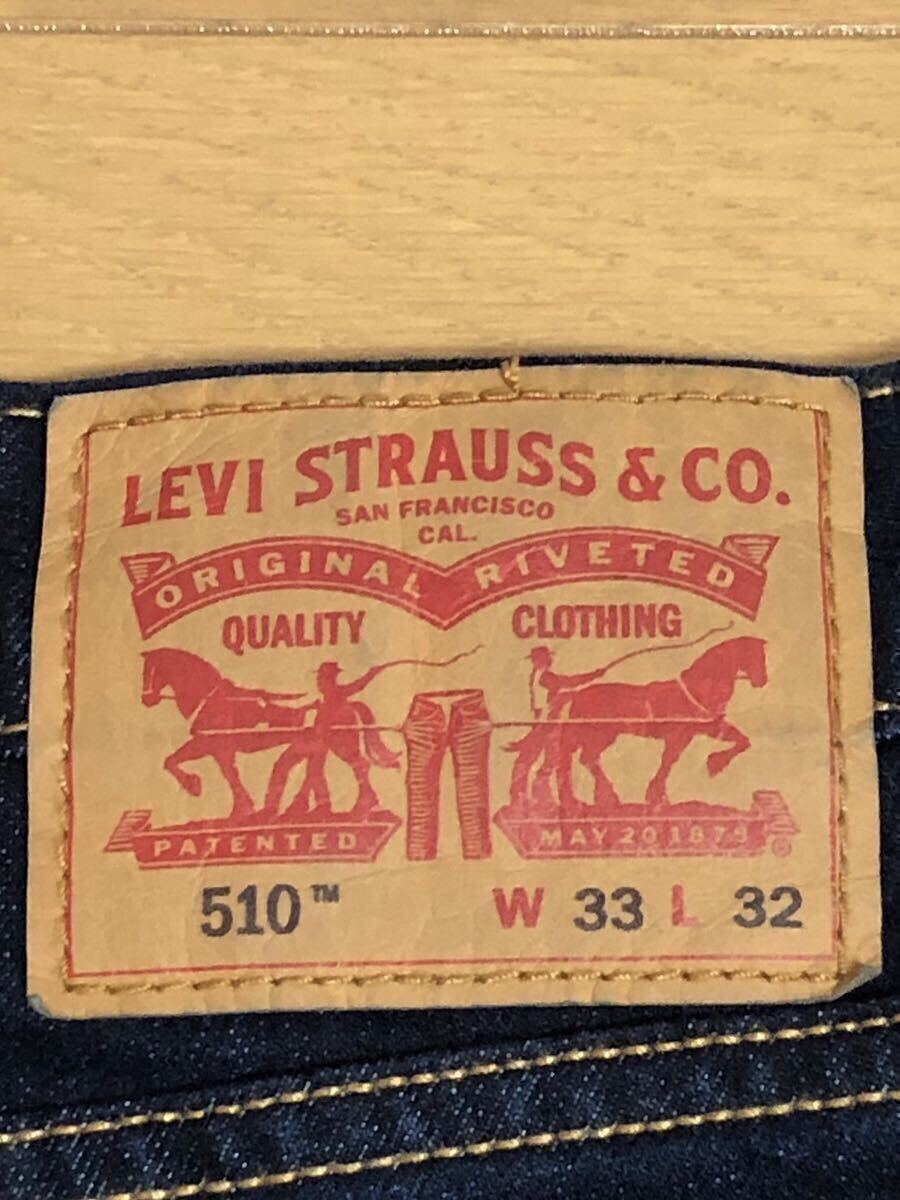 LEVI STRAUSS & CO.
SAN FRANCISCO
CAL.
ORIGINAL RIVETED
QUALITY CLOTHING
PATENTED MAY 20 1873 ®
510™ W 33 L 32